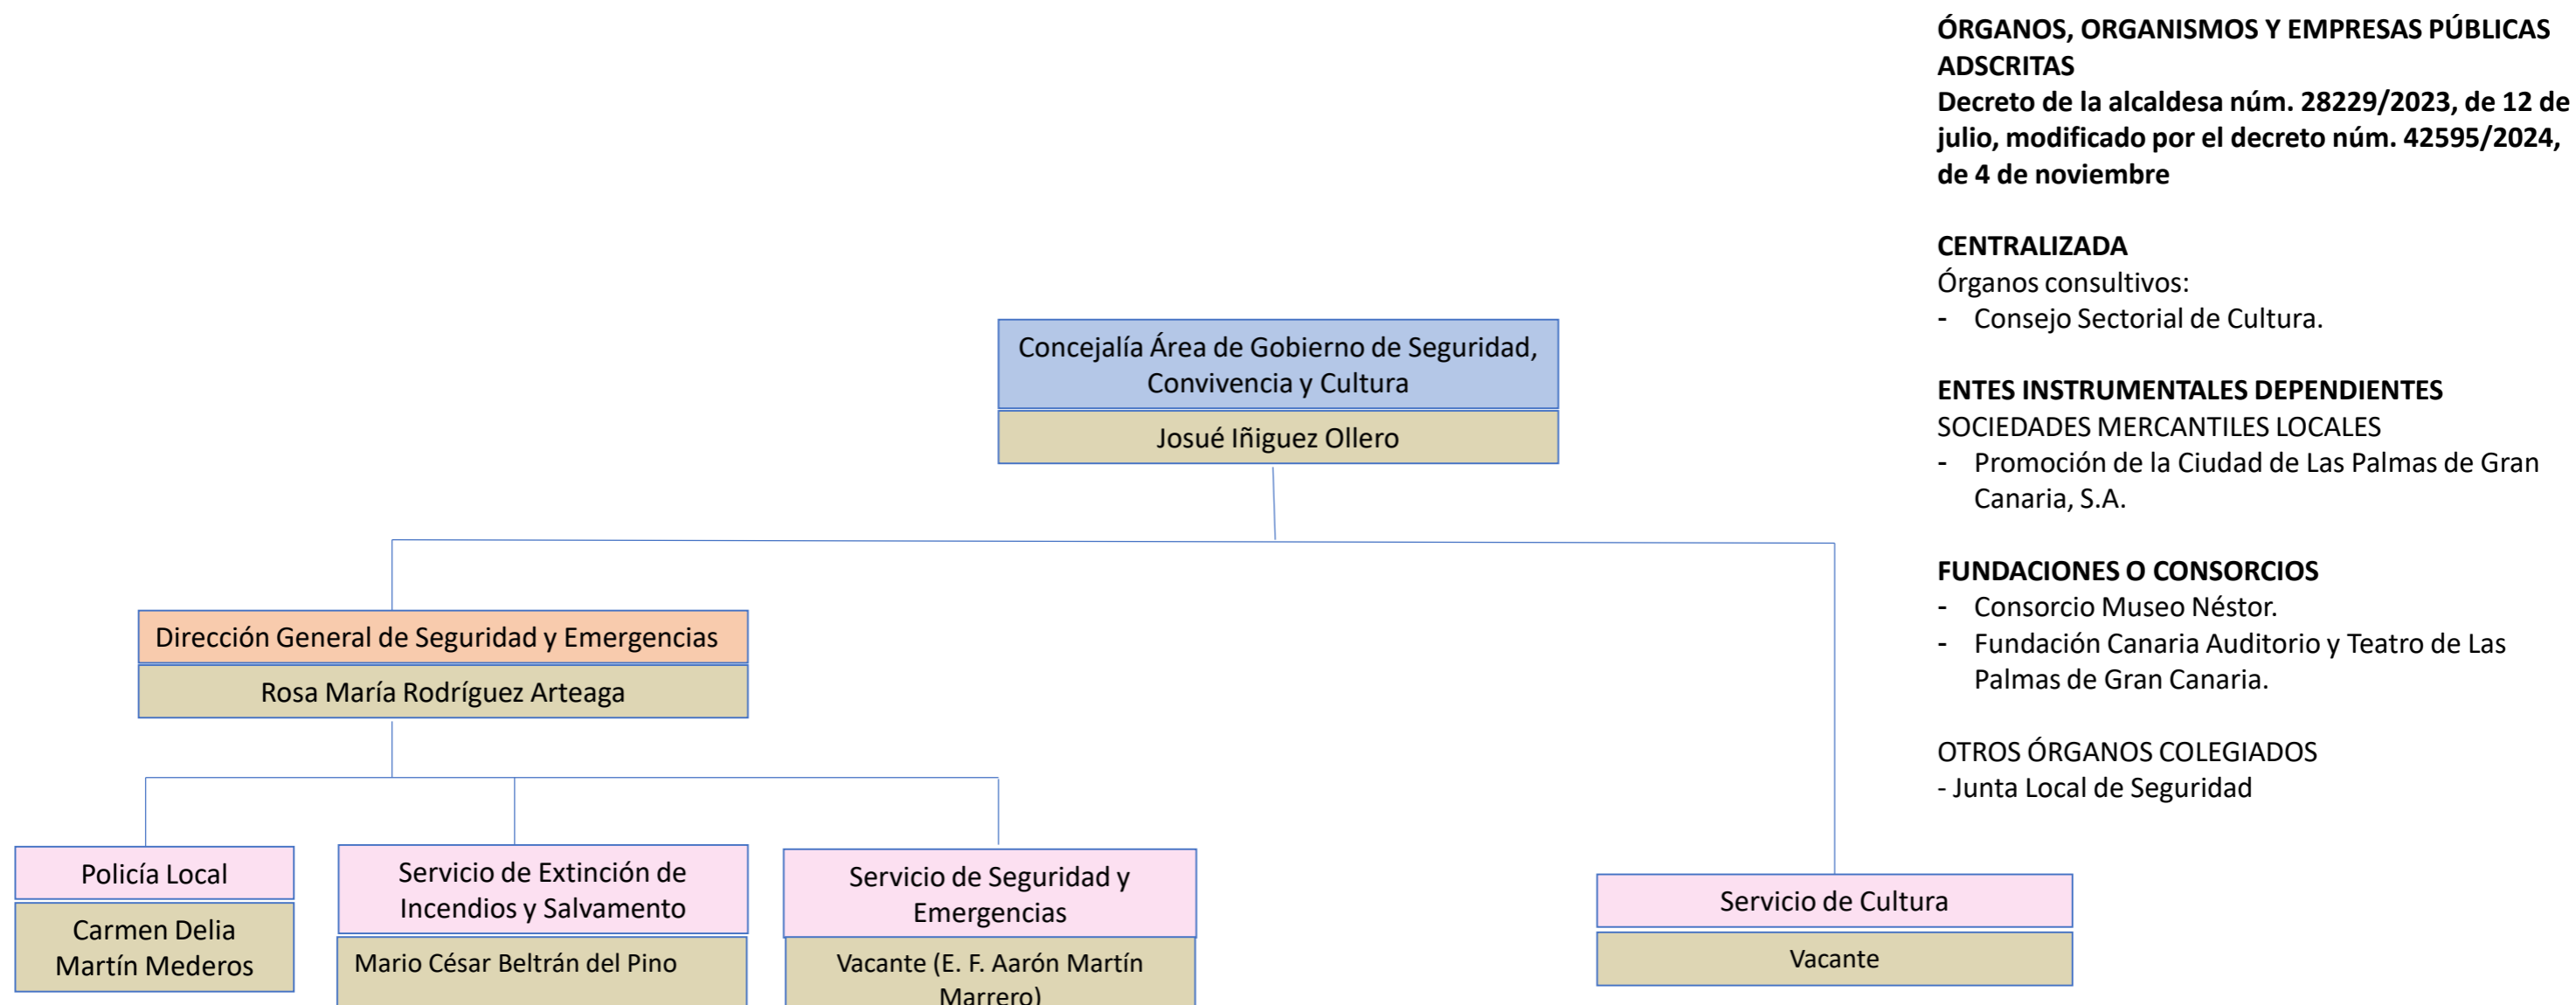 ÓRGANOS, ORGANISMOS Y EMPRESAS PÚBLICAS
ADSCRITAS
Decreto de la alcaldesa núm. 28229/2023, de 12 de
julio, modificado por el decreto núm. 42595/2024,
de 4 de noviembre
CENTRALIZADA
Órganos consultivos:
- Consejo Sectorial de Cultura.
ENTES INSTRUMENTALES DEPENDIENTES
SOCIEDADES MERCANTILES LOCALES
- Promoción de la Ciudad de Las Palmas de Gran
Canaria, S.A.
FUNDACIONES O CONSORCIOS
- Consorcio Museo Néstor.
- Fundación Canaria Auditorio y Teatro de Las
Palmas de Gran Canaria.
OTROS ÓRGANOS COLEGIADOS
- Junta Local de Seguridad
Concejalía Área de Gobierno de Seguridad,
Convivencia y Cultura
Josué Iñiguez Ollero
Dirección General de Seguridad y Emergencias
Rosa María Rodríguez Arteaga
Policía Local
Carmen Delia
Martín Mederos
Servicio de Extinción de
Incendios y Salvamento
Mario César Beltrán del Pino
Servicio de Seguridad y
Emergencias
Vacante (E. F. Aarón Martín
Marrero)
Servicio de Cultura
Vacante